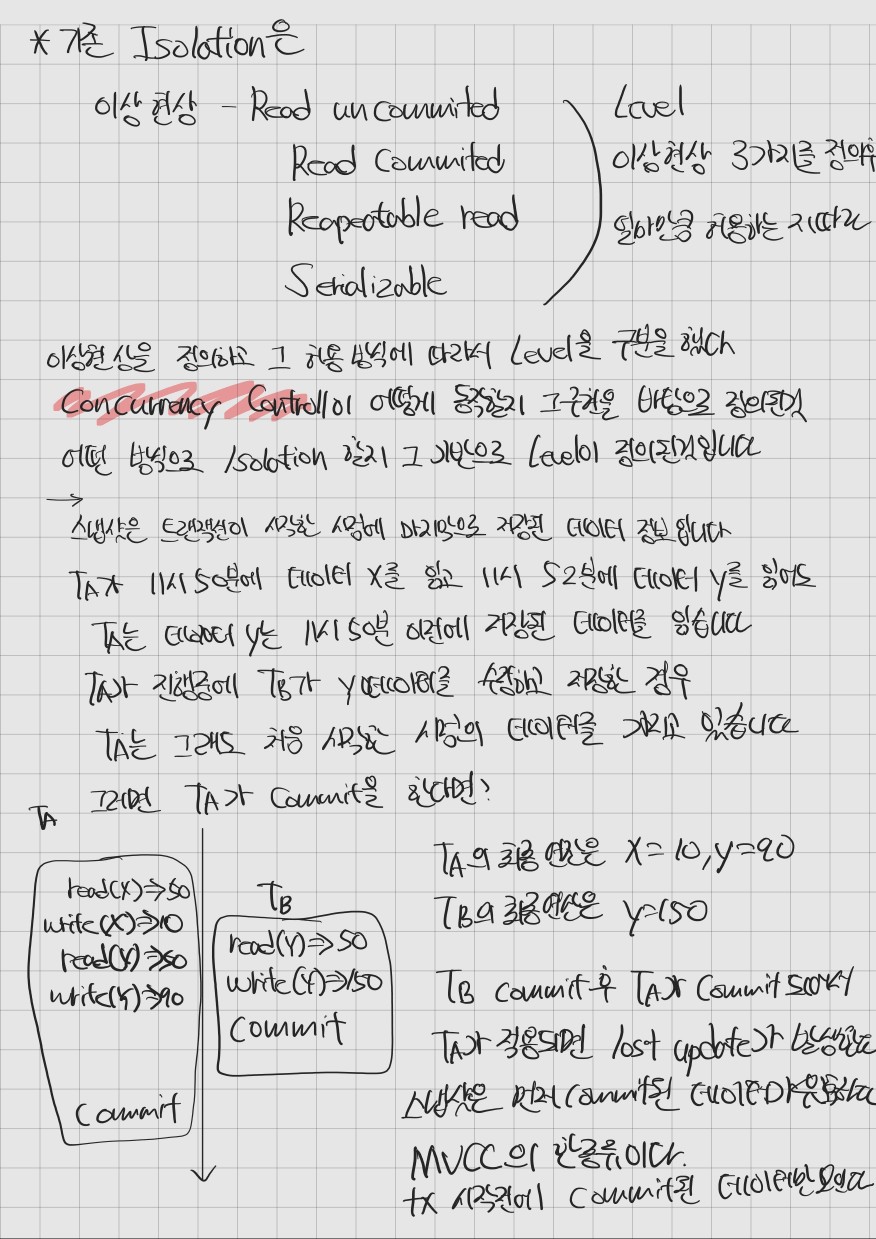 * 기존 Isolation은
이상현상 - Read uncommited
Read Commited
Reapeatable read
Serializable
Level
이상현상 3가지를 정의후
얼마만큼 허용하는 지따라
이상현상을 정의하고 그 허용 방식에 따라서 Level을 구분을 했다
Concurrency Control이 어떻게 동작할지 그구현을 바탕으로 정의된것
어떤 방식으로 Isolation 할지 그 기반으로 Level이 정의된것입니다
→
스냅샷은 트랜잭션이 시작한 시점에 마지막으로 저장된 데이터 정보입니다
TA가 11시50분에 데이터 X를 읽고 11시 52분에 데이터 Y를 읽어도
TA는 데이터 Y는 11시 50분 이전에 저장된 데이터를 읽습니다
TA가 진행중에 TB가 Y데이터를 수정하고 저장한 경우
TA는 그래도 처음 시작한 시점의 데이터를 가지고 있습니다
그러면 TA가 Commit을 한다면?
TA
read(X)⇒50
write(X)⇒10
read(Y)⇒50
write(Y)⇒90
Commit
TB
read(Y)⇒50
write(Y)⇒150
Commit
TA의 최종 연산은 X=10, Y=90
TB의 최종연산은 Y=150
TB commit 후 TA가 Commit 되어서
TA가 적용되면 lost update가 발생한다
스냅샷은 먼저 Commit된 데이터만
MVCC의 한종류이다.
tx 시작전에 Commit된 데이터만 보인다